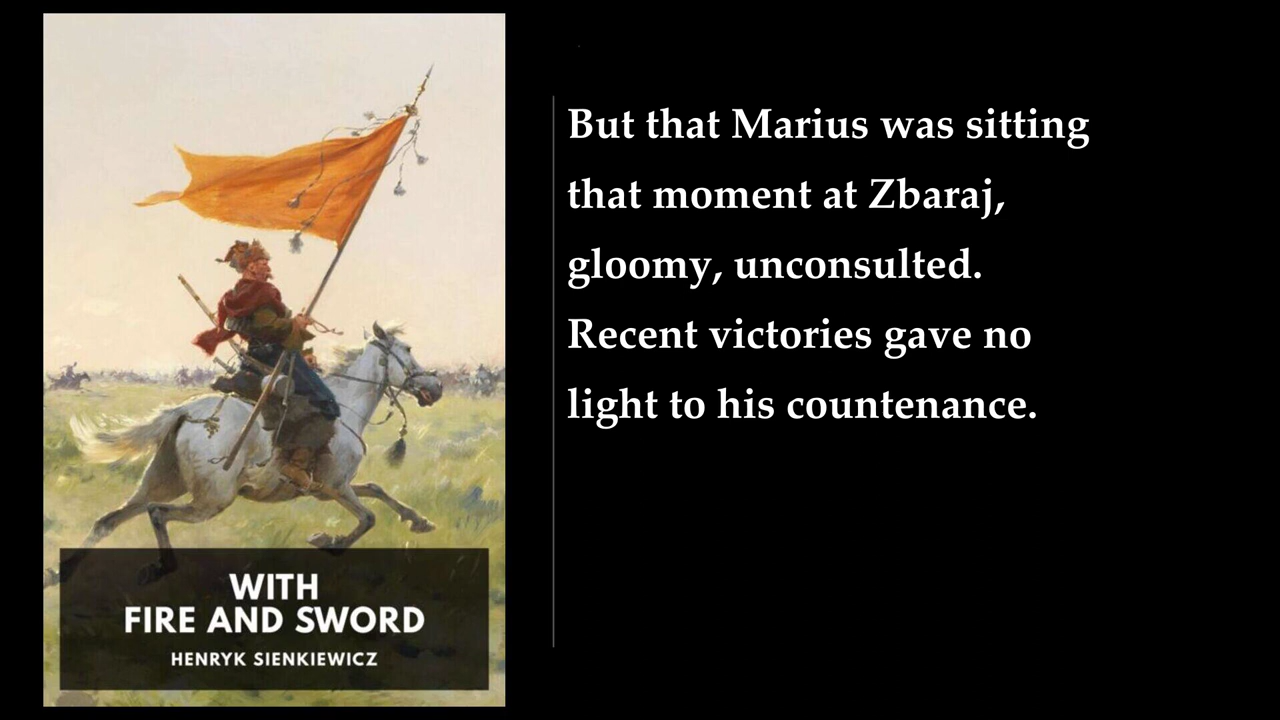 WITH
FIRE AND SWORD
HENRYK SIENKIEWICZ
But that Marius was sitting
that moment at Zbaraj,
gloomy, unconsulted.
Recent victories gave no
light to his countenance.